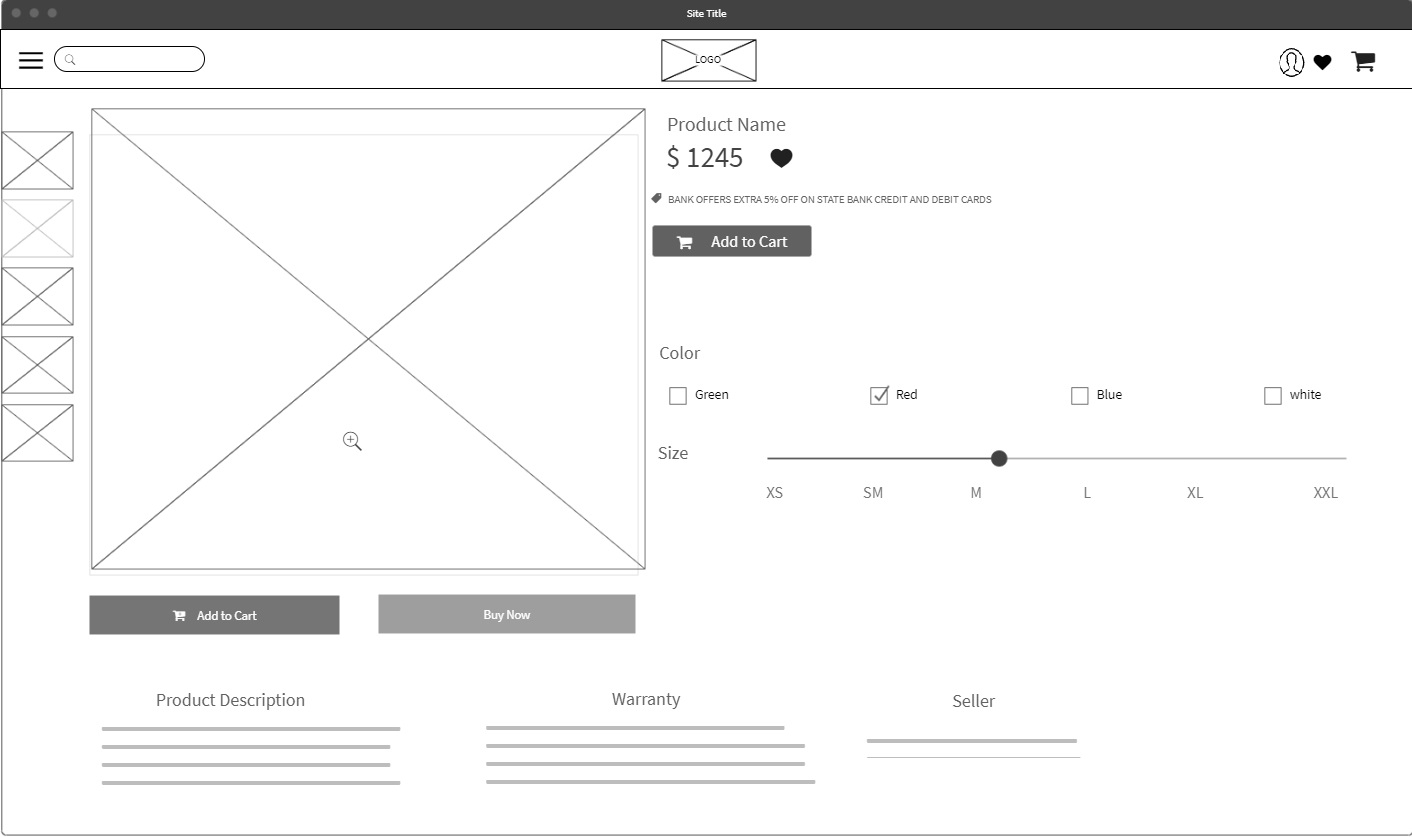 Site Title
LOGO
Product Name
$ 1245
BANK OFFERS EXTRA 5% OFF ON STATE BANK CREDIT AND DEBIT CARDS
Add to Cart
Color
Green Red Blue white
Size
XS SM M L XL XXL
Add to Cart Buy Now
Product Description Warranty Seller